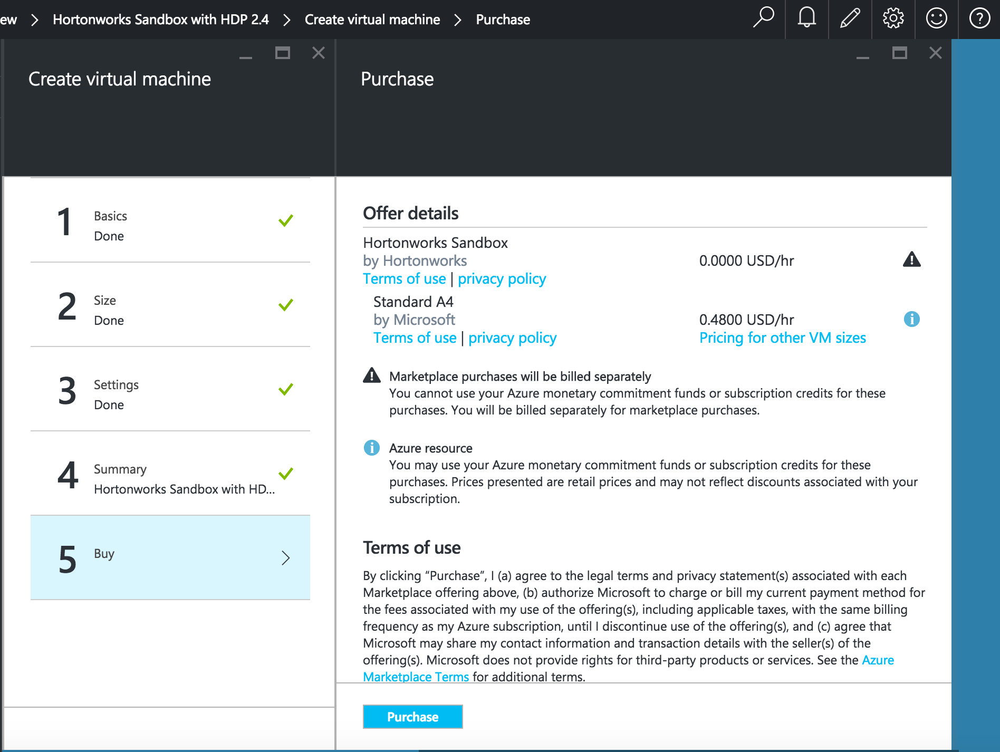 ew > Hortonworks Sandbox with HDP 2.4 > Create virtual machine > Purchase
Create virtual machine
1
Basics
Done
2
Size
Done
3
Settings
Done
4
Summary
Hortonworks Sandbox with HD...
5
Buy
Purchase
Offer details
Hortonworks Sandbox
by Hortonworks 0.0000 USD/hr
Terms of use | privacy policy
Standard A4
by Microsoft 0.4800 USD/hr
Terms of use | privacy policy Pricing for other VM sizes
Marketplace purchases will be billed separately
You cannot use your Azure monetary commitment funds or subscription credits for these
purchases. You will be billed separately for marketplace purchases.
Azure resource
You may use your Azure monetary commitment funds or subscription credits for these
purchases. Prices presented are retail prices and may not reflect discounts associated with your
subscription.
Terms of use
By clicking “Purchase”, I (a) agree to the legal terms and privacy statement(s) associated with each
Marketplace offering above, (b) authorize Microsoft to charge or bill my current payment method for
the fees associated with my use of the offering(s), including applicable taxes, with the same billing
frequency as my Azure subscription, until I discontinue use of the offering(s), and (c) agree that
Microsoft may share my contact information and transaction details with the seller(s) of the
offering(s). Microsoft does not provide rights for third-party products or services. See the Azure
Marketplace Terms for additional terms.
Purchase